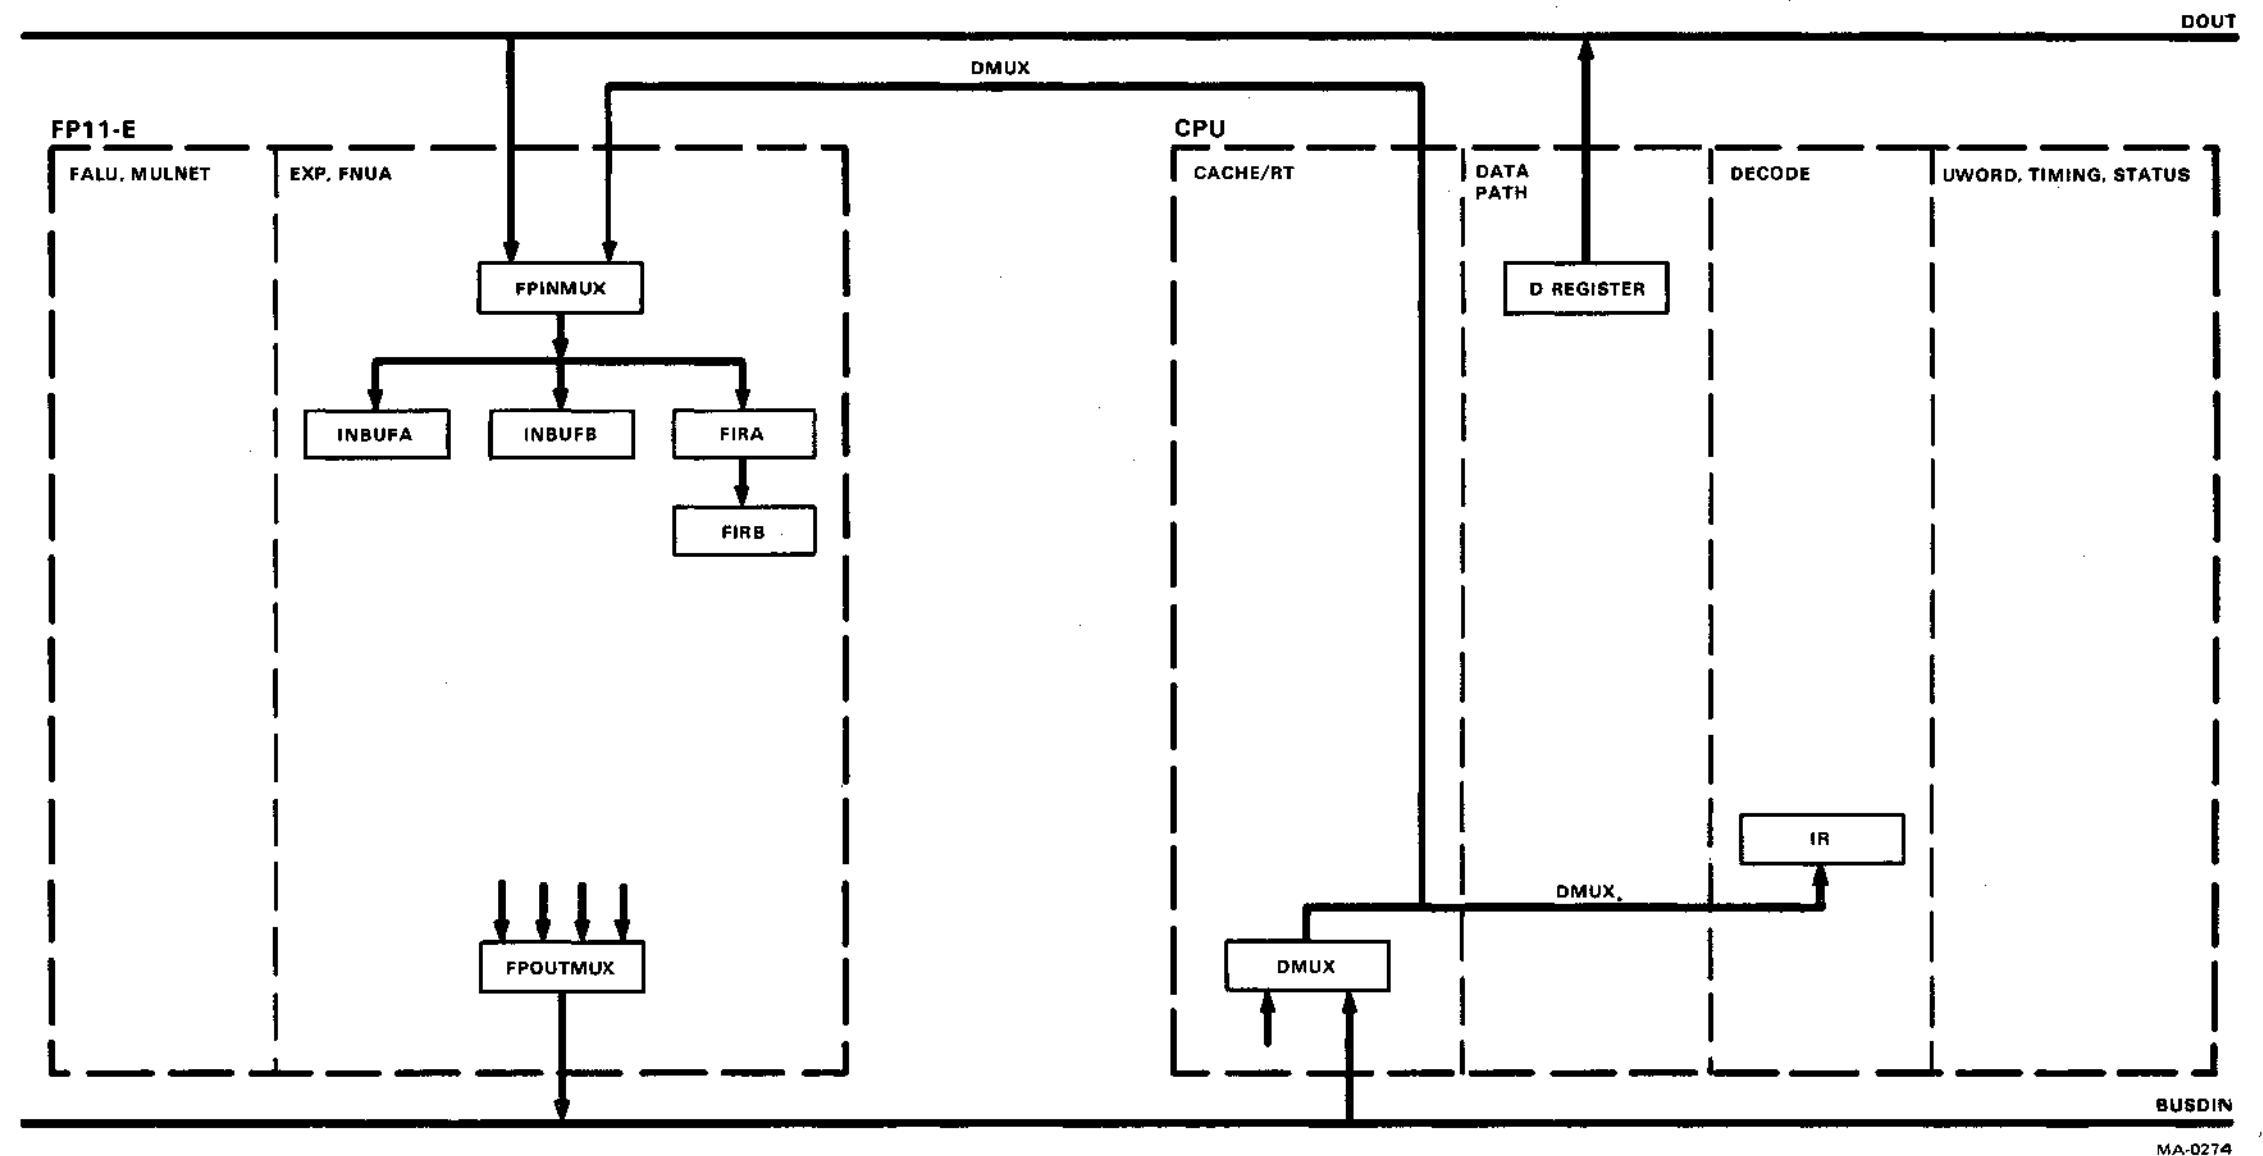 DOUT
DMUX
FP11-E
CPU
FALU, MULNET
EXP, FNUA
CACHE/RT
DATA
PATH
DECODE
UWORD, TIMING, STATUS
FPINMUX
D REGISTER
INBUFA
INBUFB
FIRA
FIRB
IR
DMUX
FPOUTMUX
DMUX
BUSDIN
MA-0274